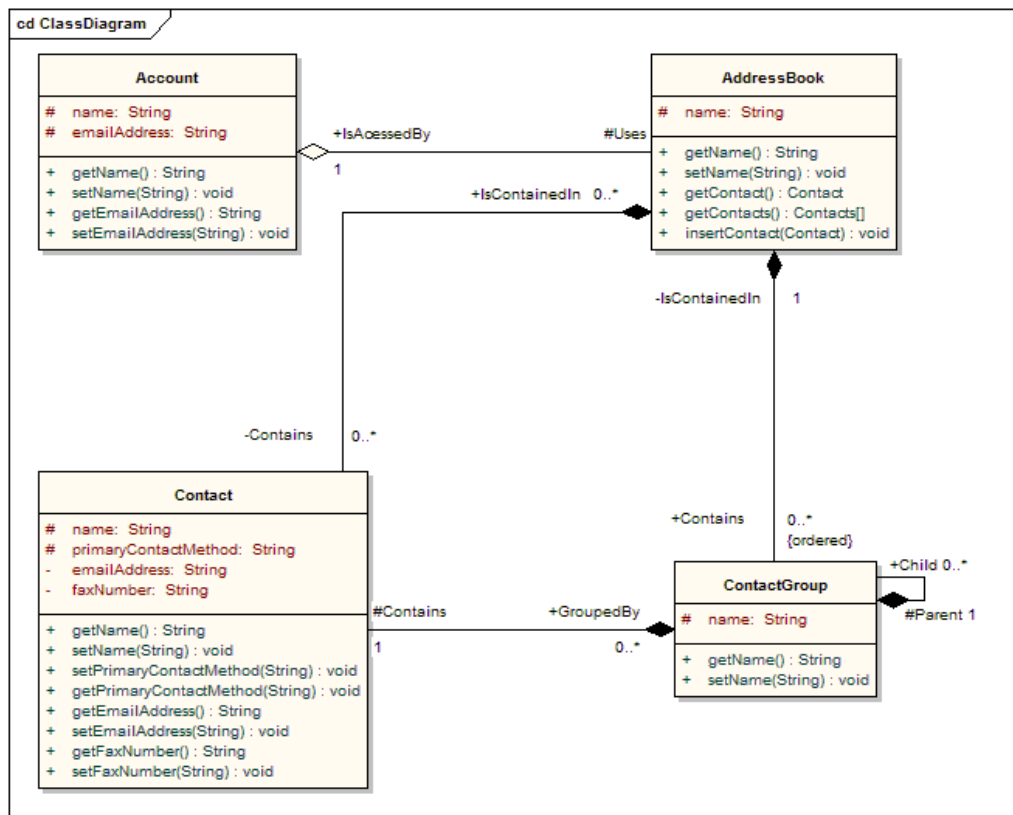 cd ClassDiagram
Account
# name: String
# emailAddress: String
+ getName() : String
+ setName(String) : void
+ getEmailAddress() : String
+ setEmailAddress(String) : void
+IsAcessedBy
1
#Uses
AddressBook
# name: String
+ getName() : String
+ setName(String) : void
+ getContact() : Contact
+ getContacts() : Contacts[]
+ insertContact(Contact) : void
+IsContainedIn 0..*
-IsContainedIn 1
-Contains 0..*
Contact
# name: String
# primaryContactMethod: String
- emailAddress: String
- faxNumber: String
+ getName() : String
+ setName(String) : void
+ setPrimaryContactMethod(String) : void
+ getPrimaryContactMethod(String) : void
+ getEmailAddress() : String
+ setEmailAddress(String) : void
+ getFaxNumber() : String
+ setFaxNumber(String) : void
#Contains
1
+GroupedBy
0..*
+Contains 0..*
{ordered}
ContactGroup
# name: String
+ getName() : String
+ setName(String) : void
+Child 0..*
#Parent 1